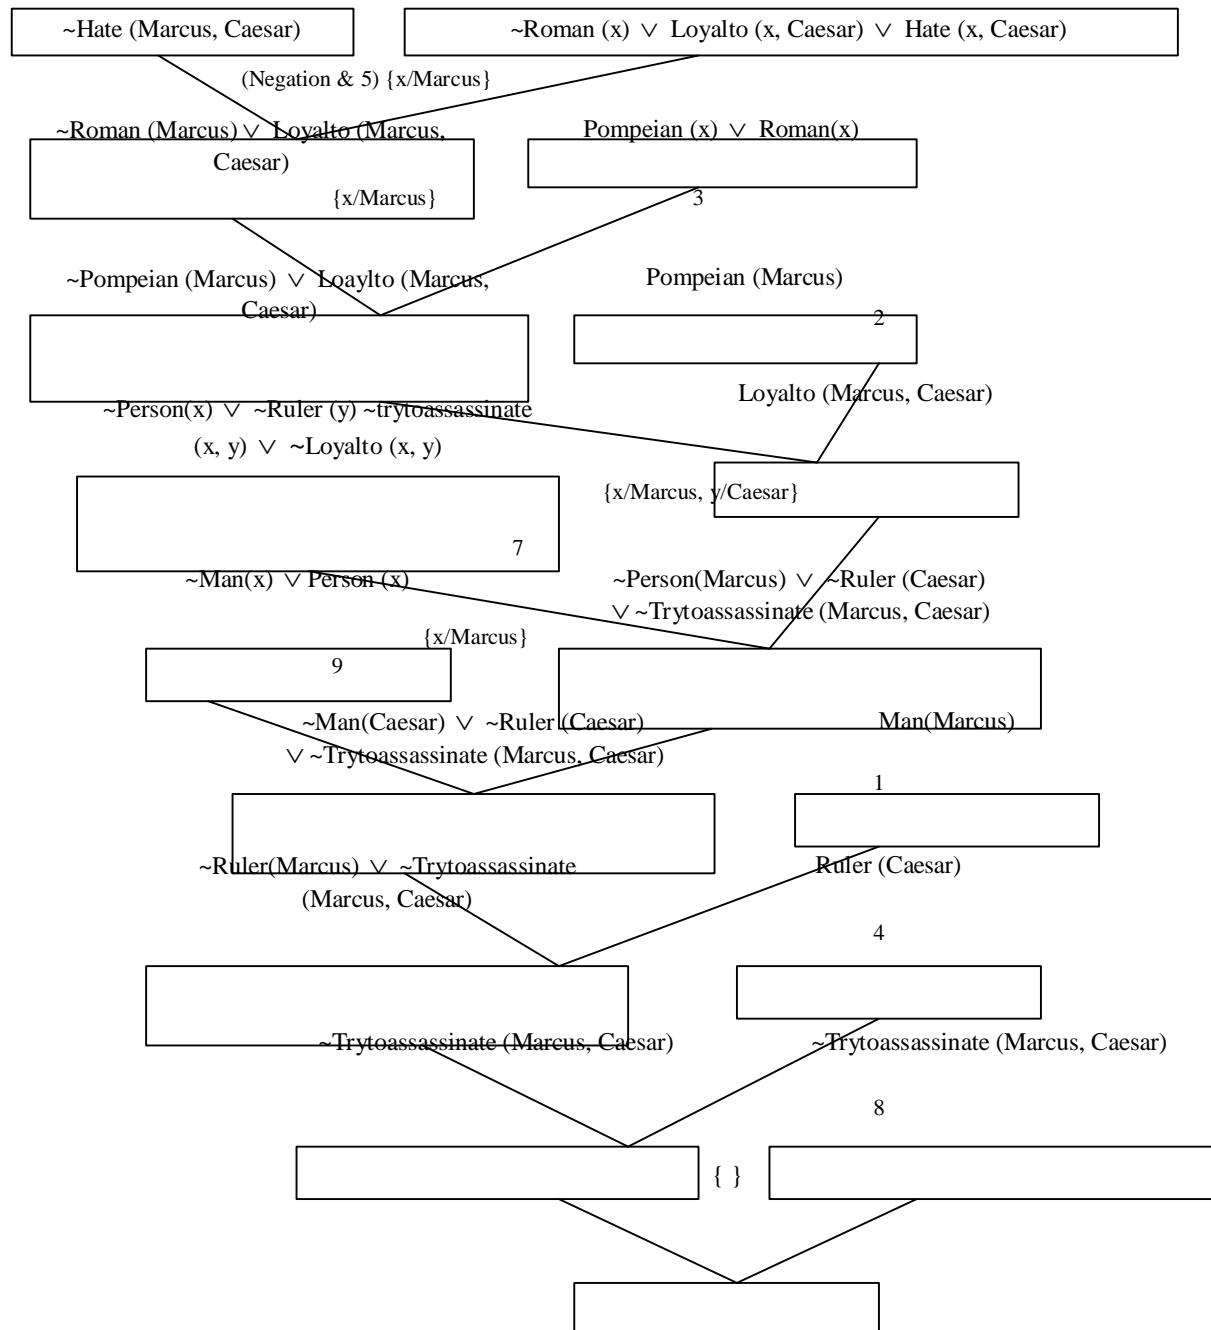 ~Hate (Marcus, Caesar)
~Roman (x) ∨ Loyalto (x, Caesar) ∨ Hate (x, Caesar)
(Negation & 5) {x/Marcus}
~Roman (Marcus) ∨ Loyalto (Marcus,
Caesar)
Pompeian (x) ∨ Roman(x)
{x/Marcus}
3
~Pompeian (Marcus) ∨ Loaylto (Marcus,
Caesar)
Pompeian (Marcus)
2
Loyalto (Marcus, Caesar)
~Person(x) ∨ ~Ruler (y) ~trytoassassinate
(x, y) ∨ ~Loyalto (x, y)
{x/Marcus, y/Caesar}
7
~Man(x) ∨ Person (x)
~Person(Marcus) ∨ ~Ruler (Caesar)
∨ ~Trytoassassinate (Marcus, Caesar)
{x/Marcus}
9
~Man(Caesar) ∨ ~Ruler (Caesar)
∨ ~Trytoassassinate (Marcus, Caesar)
Man(Marcus)
1
~Ruler(Marcus) ∨ ~Trytoassassinate
(Marcus, Caesar)
Ruler (Caesar)
4
~Trytoassassinate (Marcus, Caesar)
~Trytoassassinate (Marcus, Caesar)
8
{ }